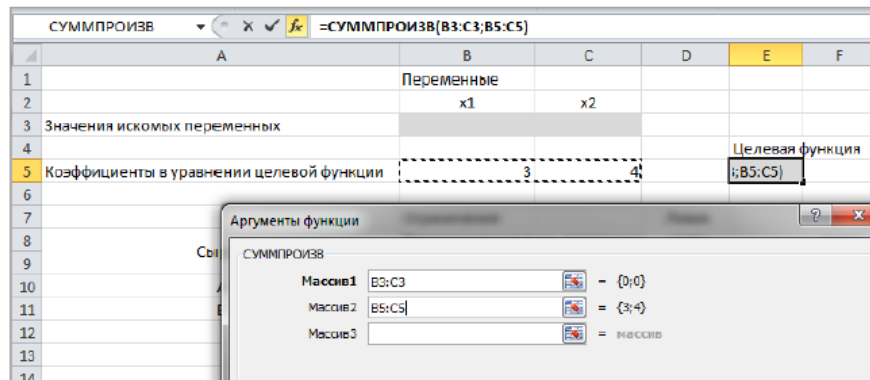 СУММПРОИЗВ fx =СУММПРОИЗВ(B3:C3;B5:C5)
A B C D E F
1 Переменные
2 x1 x2
3 Значения искомых переменных
4 Целевая функция
5 Коэффициенты в уравнении целевой функции 3 4 ;B5:C5)
6
7
Аргументы функции ? X
8
СУММПРОИЗВ
9
Массив1 B3:C3 = {0;0}
10
Массив2 B5:C5 = {3;4}
11
Массив3 = массив
12
13
14